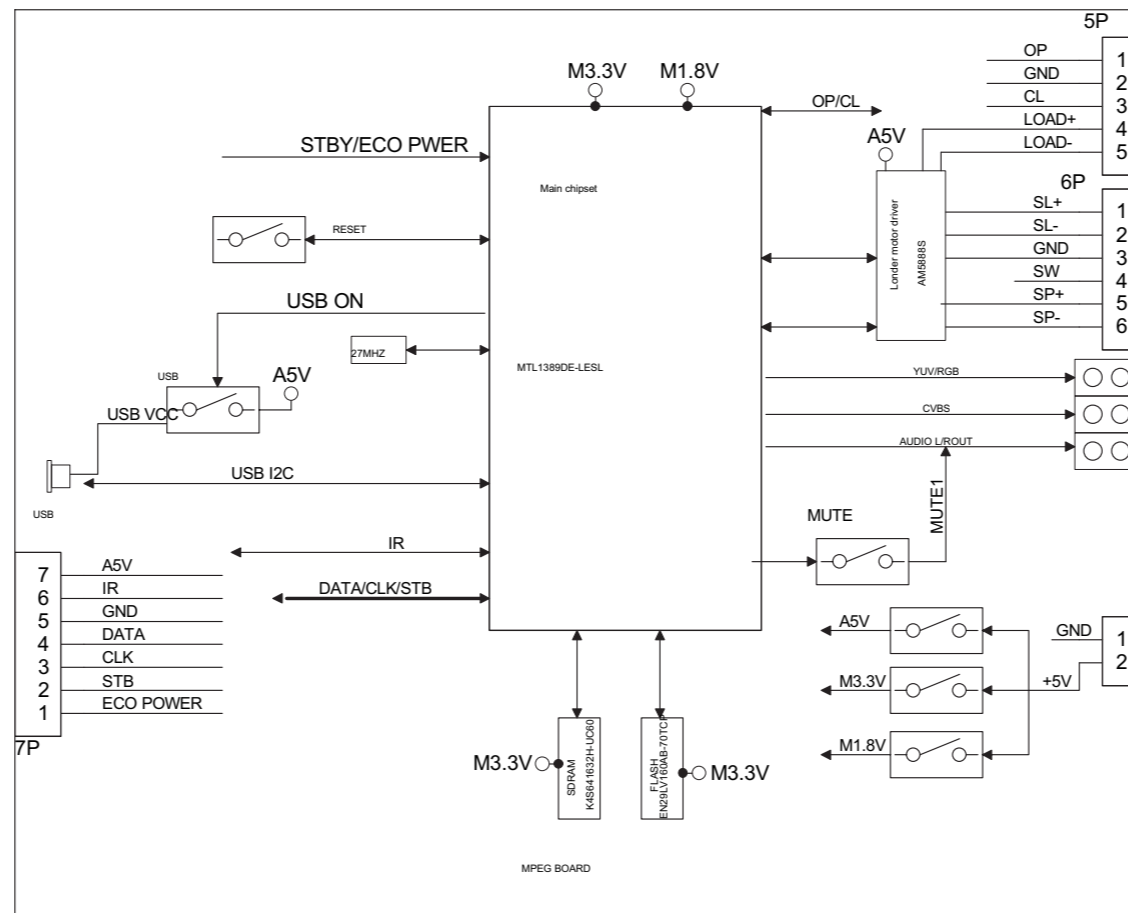 5P
M3.3V M1.8V
OP 1
GND 2
CL 3
LOAD+ 4
LOAD- 5
OP/CL
A5V
STBY/ECO PWER
Main chipset
RESET
Londer motor driver
AM5888S
6P
SL+ 1
SL- 2
GND 3
SW 4
SP+ 5
SP- 6
USB ON
27MHZ
MTL1389DE-LESL
USB
A5V
USB VCC
YUV/RGB
CVBS
AUDIO L/ROUT
USB I2C
USB
MUTE
MUTE1
IR
DATA/CLK/STB
7 A5V
6 IR
5 GND
4 DATA
3 CLK
2 STB
1 ECO POWER
7P
A5V
M3.3V
M1.8V
GND 1
+5V 2
M3.3V
SDRAM
K4S641632H-UC60
FLASH
EN29LV160AB-70TCP
M3.3V
MPEG BOARD